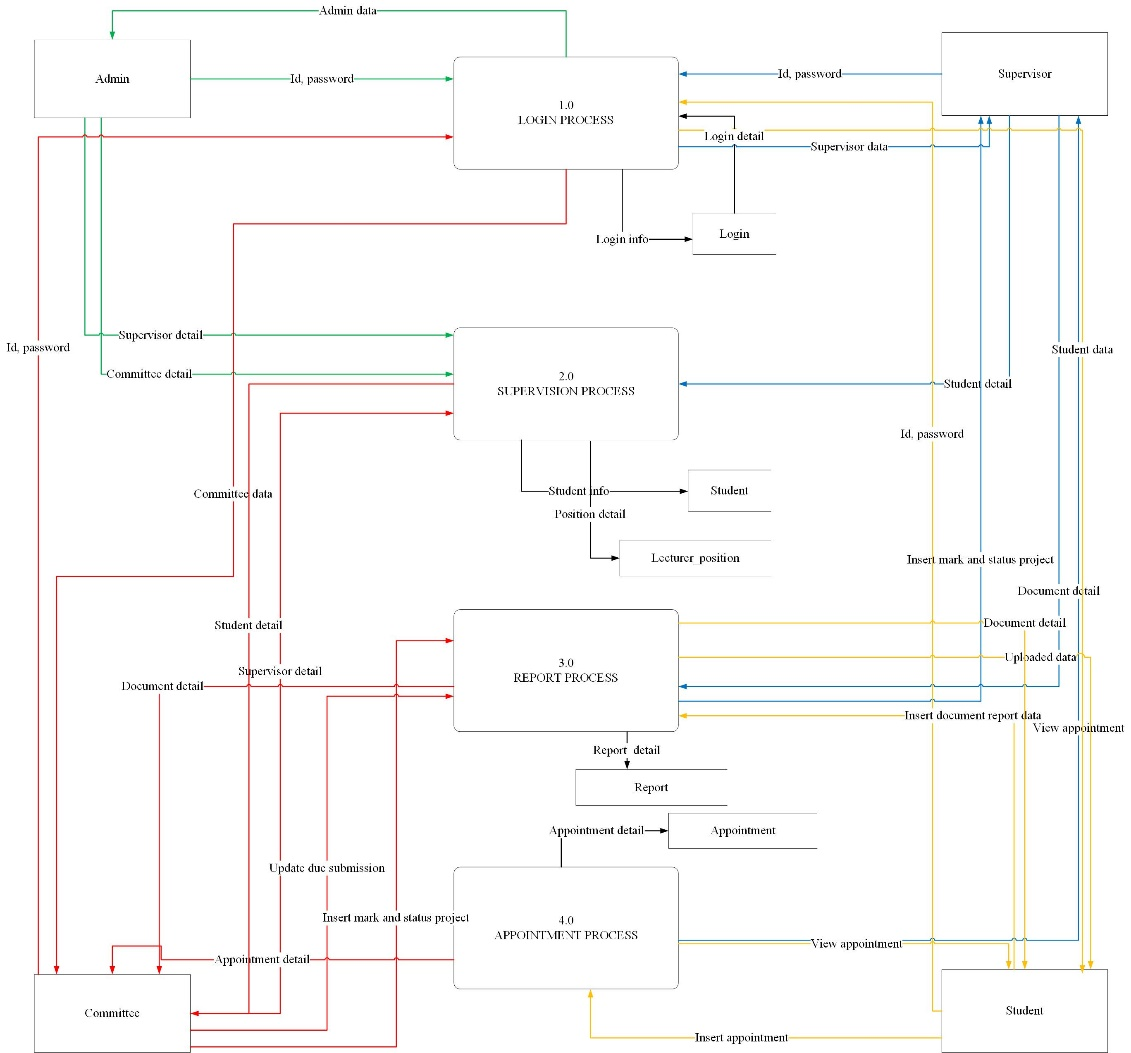 Admin data
Admin
Id, password
1.0
LOGIN PROCESS
Id, password
Supervisor
Login detail
Supervisor data
Login info
Login
Supervisor detail
Id, password
Committee detail
2.0
SUPERVISION PROCESS
Student data
Student detail
Id, password
Committee data
Student info
Student
Position detail
Lecturer_position
Insert mark and status project
Document detail
Student detail
Document detail
Supervisor detail
Document detail
3.0
REPORT PROCESS
Uploaded data
Insert document report data
View appointment
Report detail
Report
Appointment detail
Appointment
Update due submission
Insert mark and status project
4.0
APPOINTMENT PROCESS
View appointment
Appointment detail
Committee
Student
Insert appointment